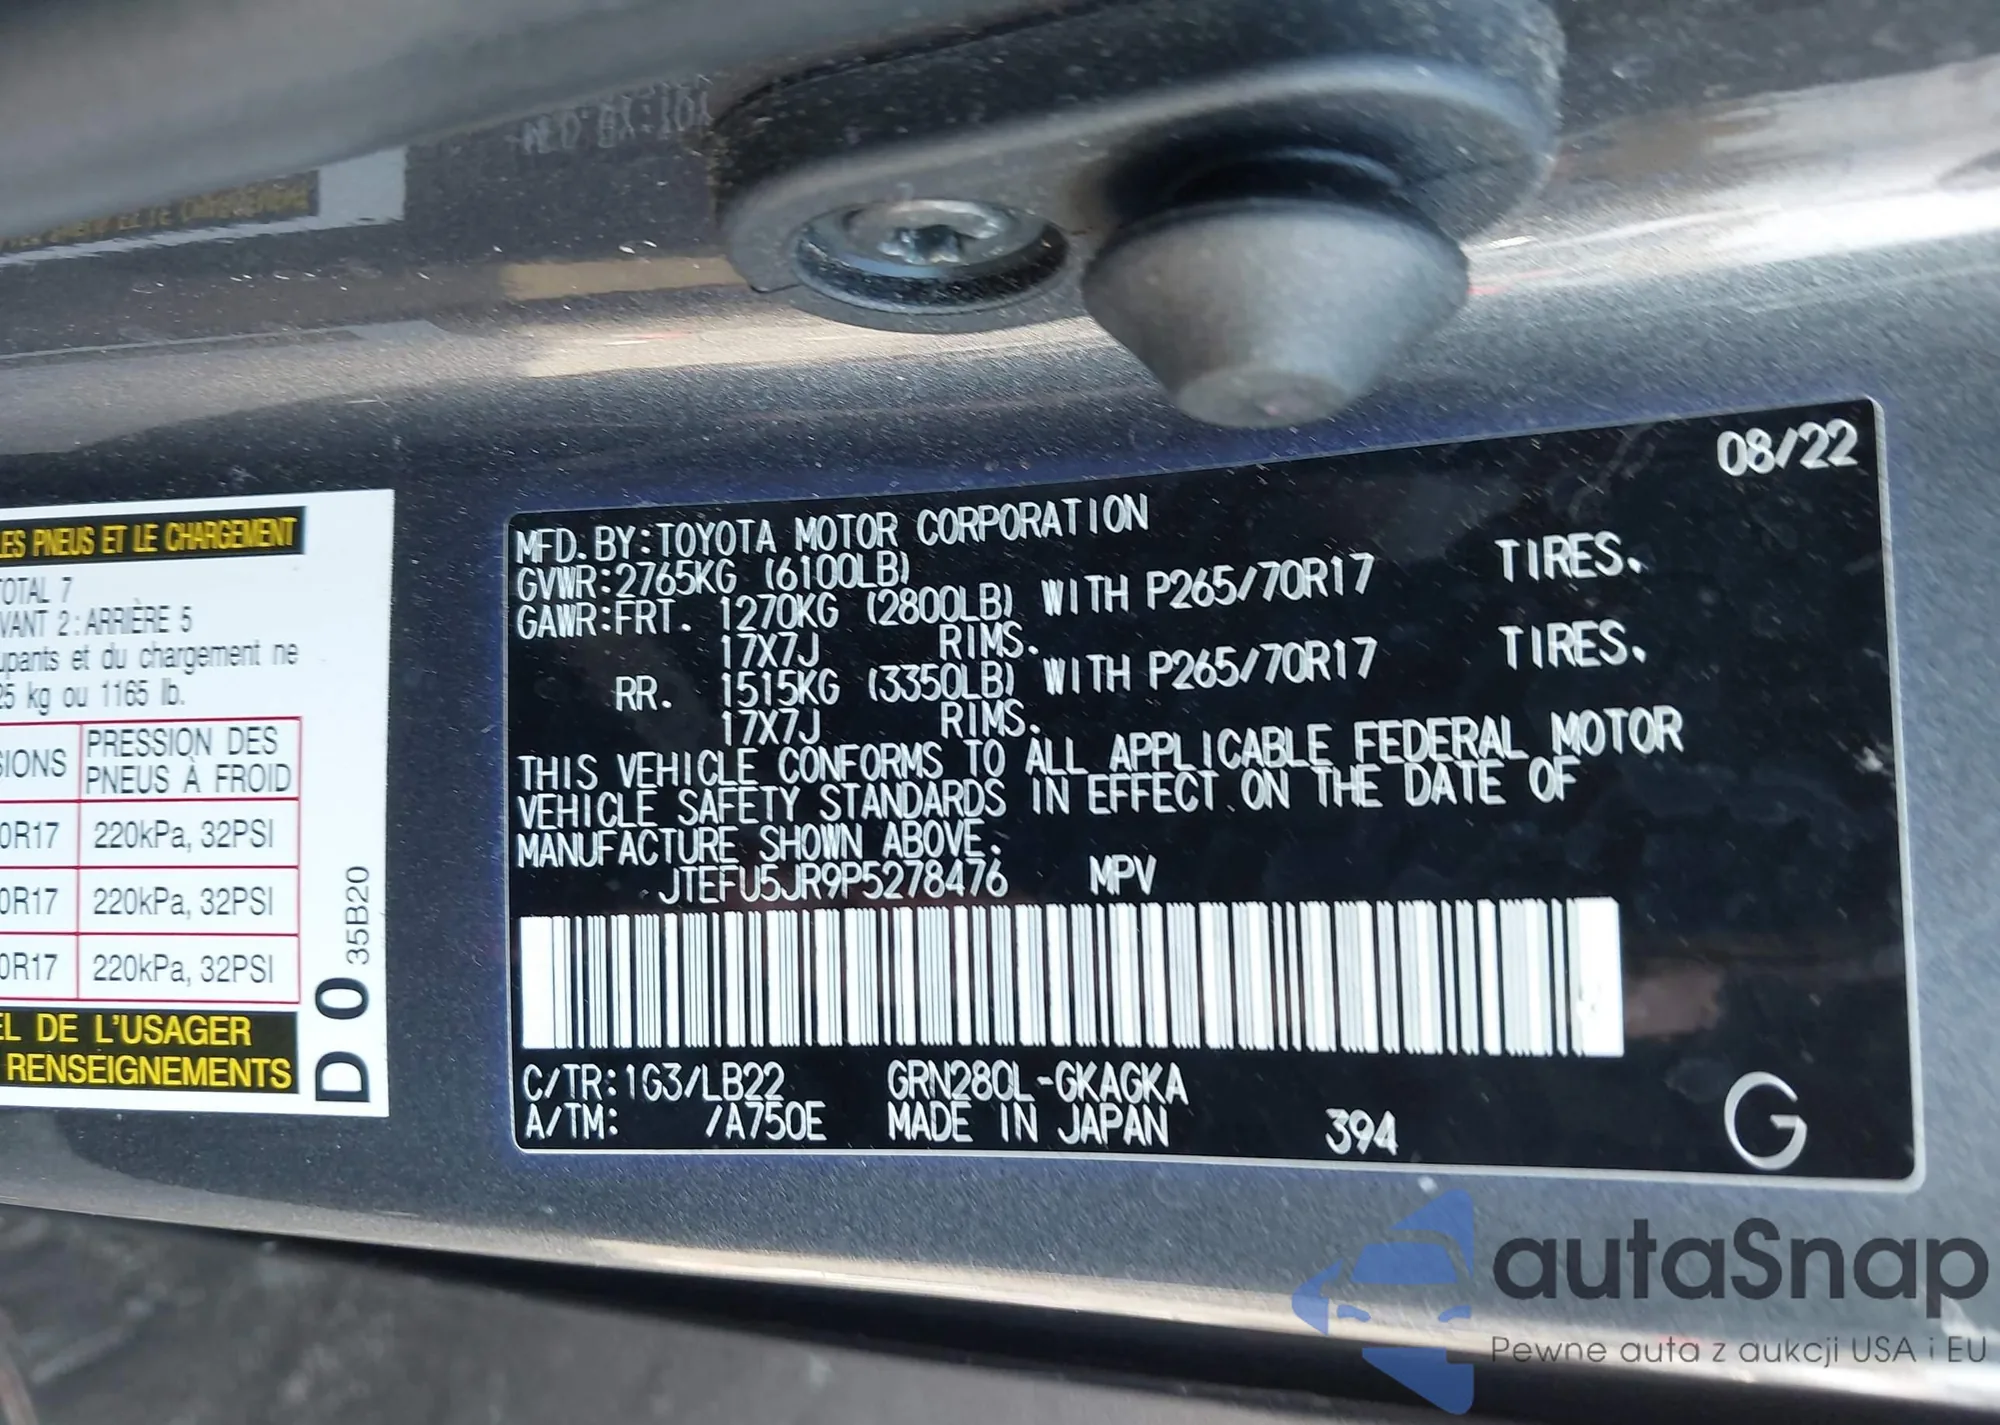 LES PNEUS ET LE CHARGEMENT
TOTAL 7
AVANT 2 : ARRIÈRE 5
upants et du chargement ne
25 kg ou 1165 lb.
SIONS PRESSION DES
PNEUS À FROID
0R17 220kPa, 32PSI
0R17 220kPa, 32PSI
0R17 220kPa, 32PSI
EL DE L'USAGER
RENSEIGNEMENTS
D 0 35B20
08/22
MFD. BY:TOYOTA MOTOR CORPORATION
GVWR:2765KG (6100LB)
GAWR:FRT. 1270KG (2800LB) WITH P265/70R17 TIRES.
17X7J RIMS.
RR. 1515KG (3350LB) WITH P265/70R17 TIRES.
17X7J RIMS.
THIS VEHICLE CONFORMS TO ALL APPLICABLE FEDERAL MOTOR
VEHICLE SAFETY STANDARDS IN EFFECT ON THE DATE OF
MANUFACTURE SHOWN ABOVE.
JTEFU5JR9P5278476 MPV
C/TR:1G3/LB22 GRN280L-GKAGKA
A/TM: /A750E MADE IN JAPAN 394
G
autaSnap
Pewne auta z aukcji USA i EU